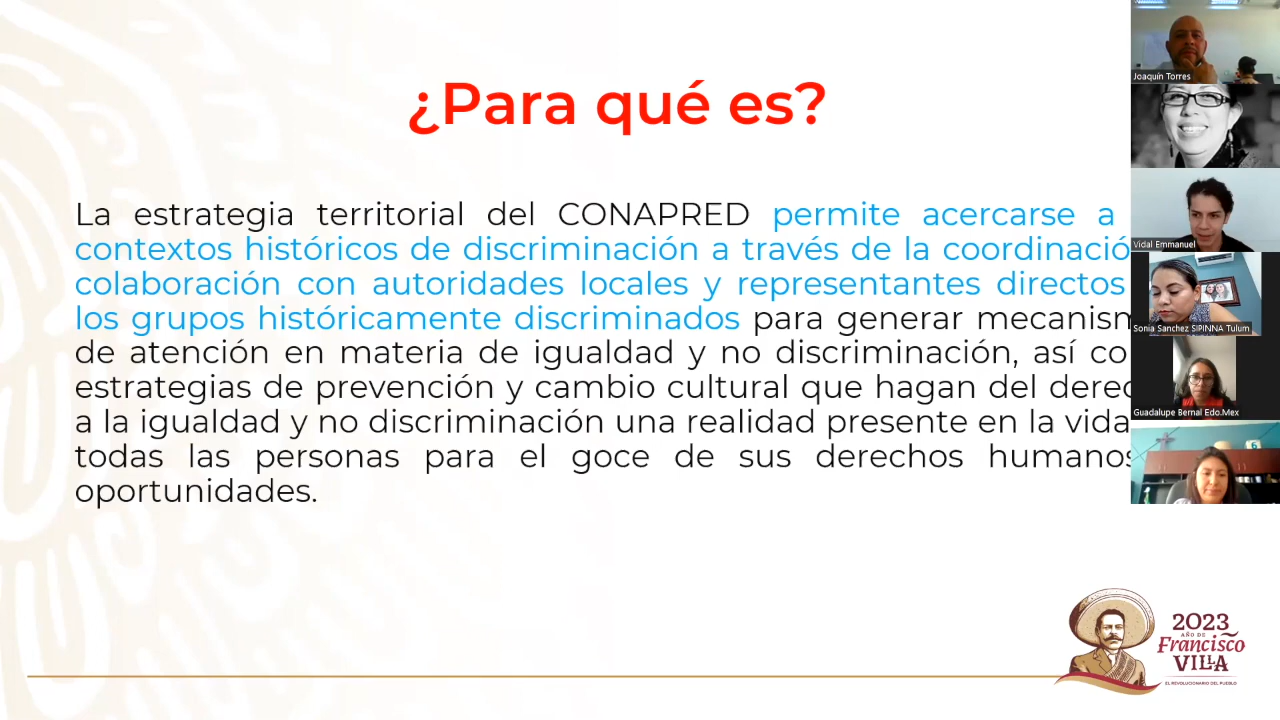 ¿Para qué es?
La estrategia territorial del CONAPRED permite acercarse a
contextos históricos de discriminación a través de la coordinació
colaboración con autoridades locales y representantes directos
los grupos históricamente discriminados para generar mecanism
de atención en materia de igualdad y no discriminación, así co
estrategias de prevención y cambio cultural que hagan del derec
a la igualdad y no discriminación una realidad presente en la vida
todas las personas para el goce de sus derechos humanos
oportunidades.
Joaquín Torres
Vidal Emmanuel
Sonia Sanchez SIPINNA Tulum
Guadalupe Bernal Edo.Mex
2023
AÑO DE
Francisco
VILLA
EL REVOLUCIONARIO DEL PUEBLO